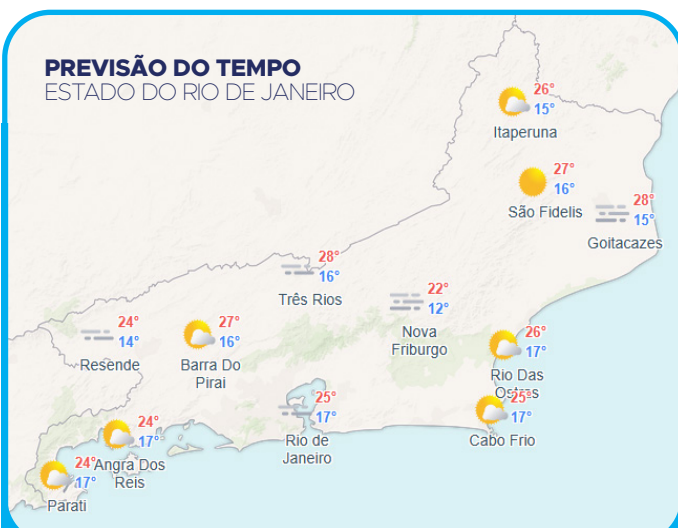 PREVISÃO DO TEMPO
ESTADO DO RIO DE JANEIRO
26°
15°
Itaperuna
27°
16°
São Fidelis
28°
15°
Goitacazes
28°
16°
Três Rios
22°
12°
Nova
Friburgo
24°
14°
Resende
27°
16°
Barra Do
Pirai
26°
17°
Rio Das
Ostras
25°
17°
Cabo Frio
25°
17°
Rio de
Janeiro
24°
17°
Angra Dos
Reis
24°
17°
Parati